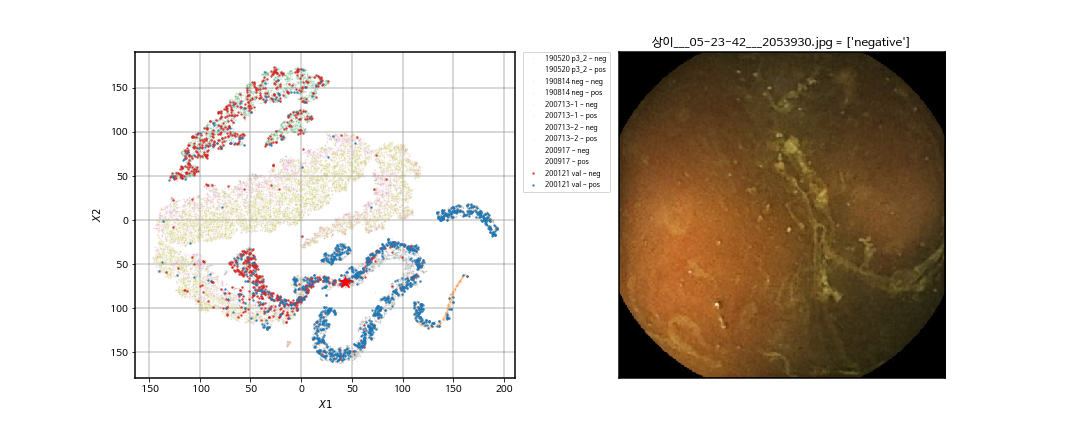 상이___05-23-42___2053930.jpg = ['negative']
190520 p3_2 - neg
190520 p3_2 - pos
190814 neg - neg
190814 neg - pos
200713-1 - neg
200713-1 - pos
200713-2 - neg
200713-2 - pos
200917 - neg
200917 - pos
200121 val - neg
200121 val - pos
X2
150
100
50
0
50
100
150
150
100
50
0
50
100
150
200
X1